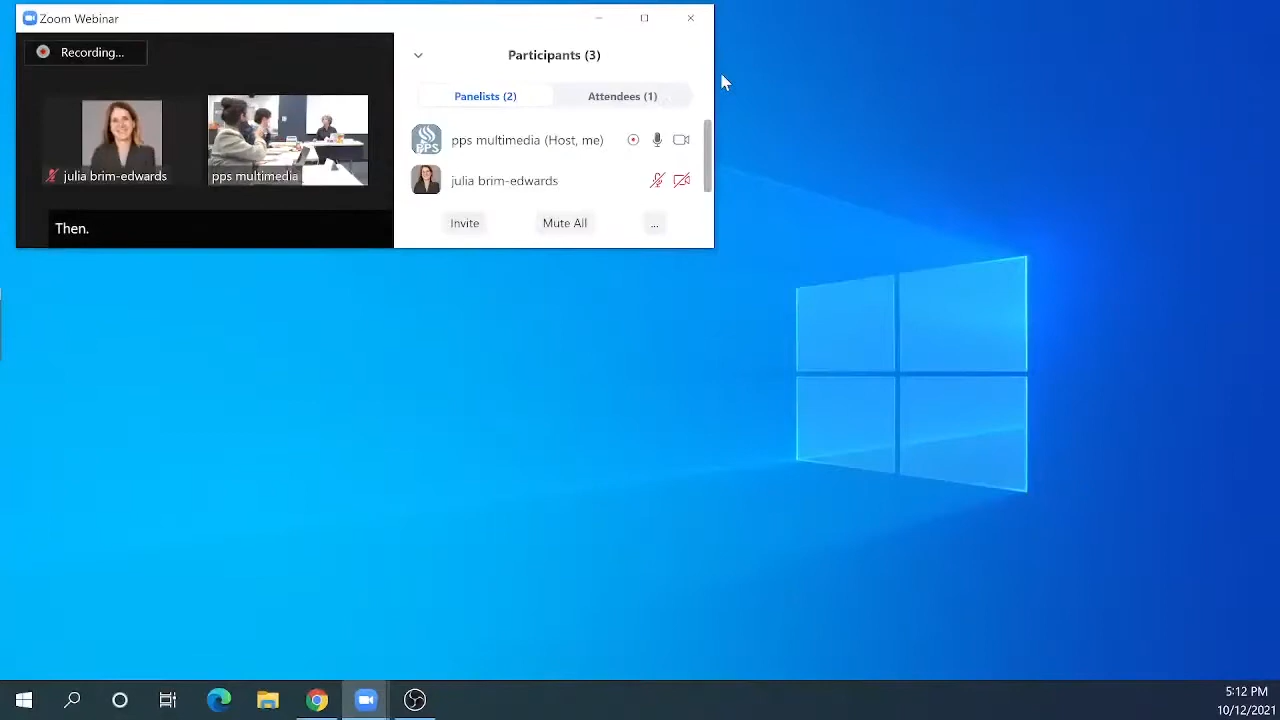 Zoom Webinar
Recording...
julia brim-edwards
pps multimedia
Then.
Participants (3)
Panelists (2)
Attendees (1)
PPS
pps multimedia (Host, me)
julia brim-edwards
Invite
Mute All
...
5:12 PM
10/12/2021